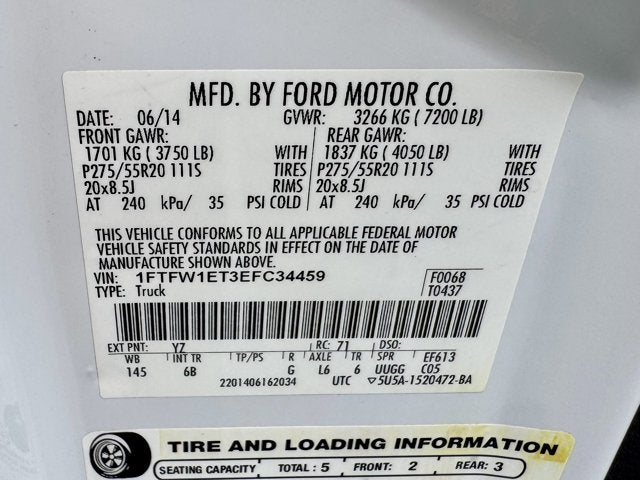 MFD. BY FORD MOTOR CO.
DATE: 06/14 GVWR: 3266 KG ( 7200 LB)
FRONT GAWR: REAR GAWR:
1701 KG ( 3750 LB) WITH 1837 KG ( 4050 LB) WITH
P275/55R20 111S TIRES P275/55R20 111S TIRES
20x8.5J RIMS 20x8.5J RIMS
AT 240 kPa/ 35 PSI COLD AT 240 kPa/ 35 PSI COLD
THIS VEHICLE CONFORMS TO ALL APPLICABLE FEDERAL MOTOR
VEHICLE SAFETY STANDARDS IN EFFECT ON THE DATE OF
MANUFACTURE SHOWN ABOVE.
VIN: 1FTFW1ET3EFC34459 F0068
TYPE: Truck T0437
EXT PNT: YZ RC: 71 DSO:
WB INT TR TP/PS R AXLE TR SPR EF613
145 6B G L6 6 UUGG C05
2201406162034 UTC ▽5U5A-1520472-BA
TIRE AND LOADING INFORMATION
SEATING CAPACITY TOTAL : 5 FRONT: 2 REAR: 3